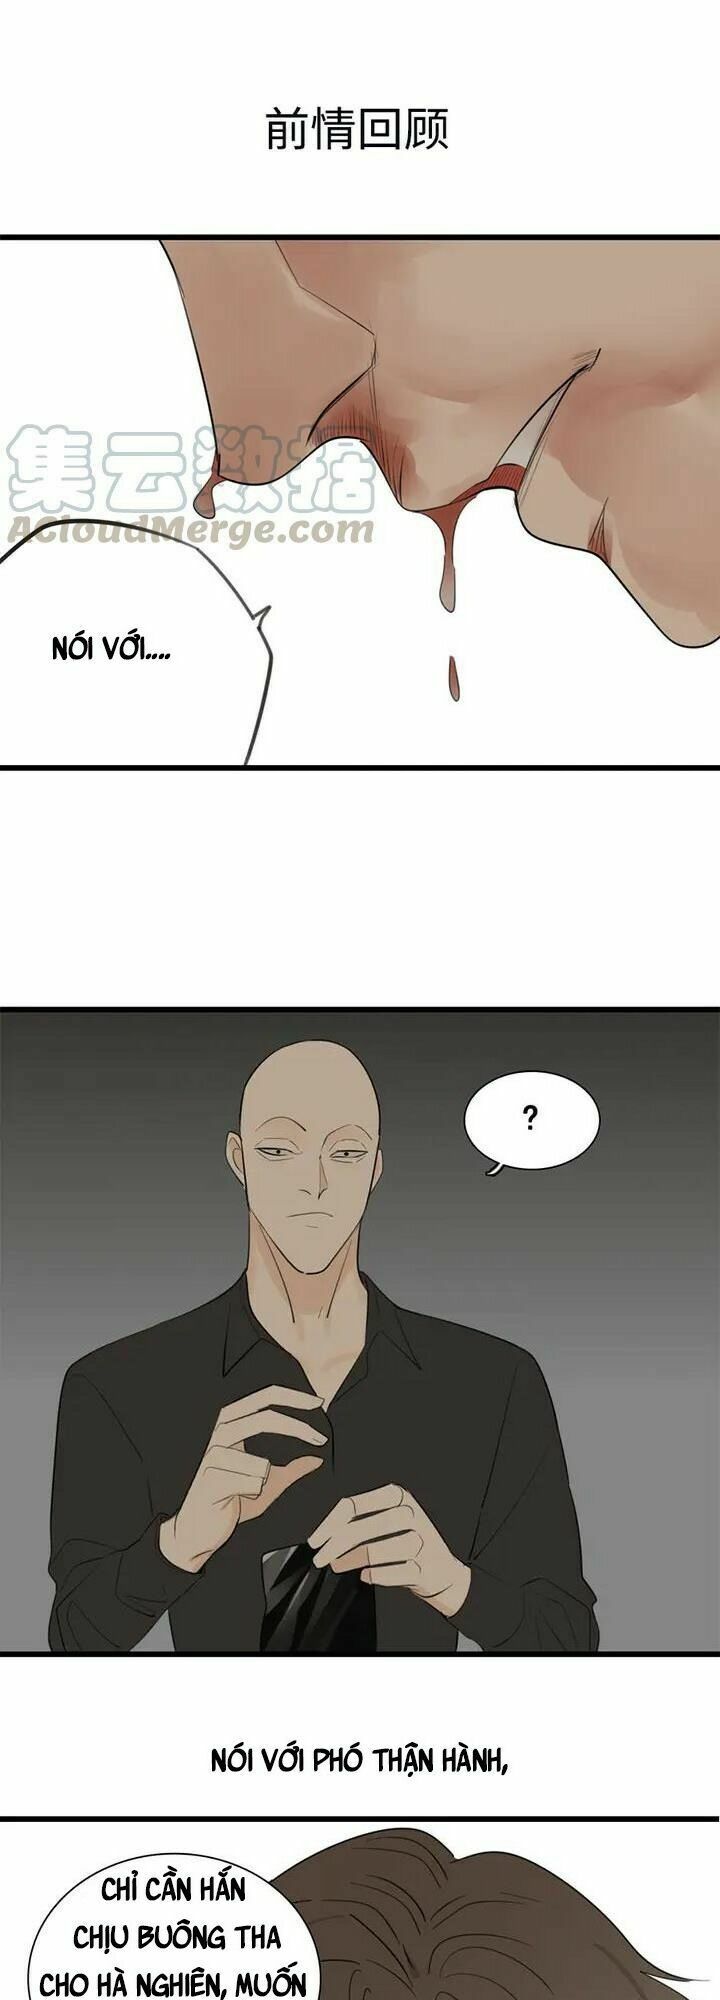 前情回顾
集云数据
AcloudMerge.com
NÓI VỚI....
?
NÓI VỚI PHÓ THẬN HÀNH,
CHỈ CẦN HẮN
CHỊU BUÔNG THA
CHO HÀ NGHIÊN, MUỐN